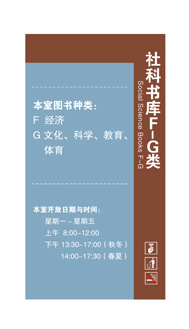 社科书库F-G类
Social Science Books F-G
本室图书种类：
F 经济
G 文化、科学、教育、
体育
本室开放日期与时间：
星期一 ~ 星期五
上午 8:00-12:00
下午 13:30-17:00（秋冬）
14:00-17:30（春夏）